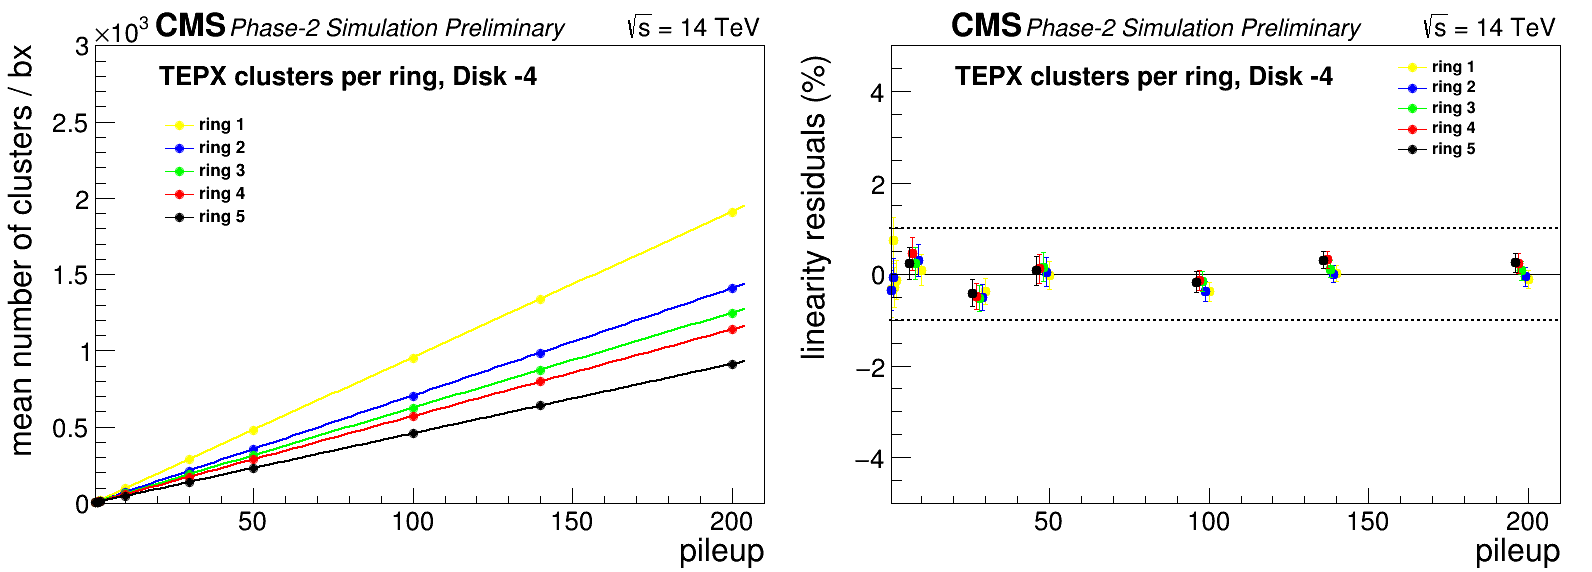 ×10³ CMS Phase-2 Simulation Preliminary √s = 14 TeV
TEPX clusters per ring, Disk -4
mean number of clusters / bx
3
2.5
2
1.5
1
0.5
0
ring 1
ring 2
ring 3
ring 4
ring 5
50 100 150 200
pileup
CMS Phase-2 Simulation Preliminary √s = 14 TeV
TEPX clusters per ring, Disk -4
linearity residuals (%)
4
2
0
−2
−4
ring 1
ring 2
ring 3
ring 4
ring 5
50 100 150 200
pileup